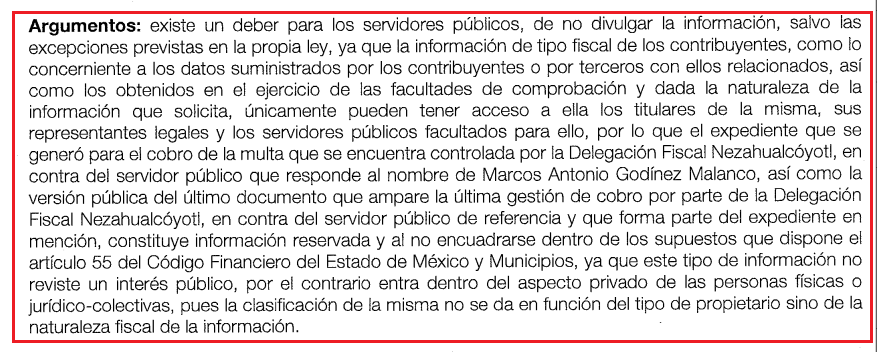 Argumentos: existe un deber para los servidores públicos, de no divulgar la información, salvo las
excepciones previstas en la propia ley, ya que la información de tipo fiscal de los contribuyentes, como lo
concerniente a los datos suministrados por los contribuyentes o por terceros con ellos relacionados, así
como los obtenidos en el ejercicio de las facultades de comprobación y dada la naturaleza de la
información que solicita, únicamente pueden tener acceso a ella los titulares de la misma, sus
representantes legales y los servidores públicos facultados para ello, por lo que el expediente que se
generó para el cobro de la multa que se encuentra controlada por la Delegación Fiscal Nezahualcóyotl, en
contra del servidor público que responde al nombre de Marcos Antonio Godínez Malanco, así como la
versión pública del último documento que ampare la última gestión de cobro por parte de la Delegación
Fiscal Nezahualcóyotl, en contra del servidor público de referencia y que forma parte del expediente en
mención, constituye información reservada y al no encuadrarse dentro de los supuestos que dispone el
artículo 55 del Código Financiero del Estado de México y Municipios, ya que este tipo de información no
reviste un interés público, por el contrario entra dentro del aspecto privado de las personas físicas o
jurídico-colectivas, pues la clasificación de la misma no se da en función del tipo de propietario sino de la
naturaleza fiscal de la información.